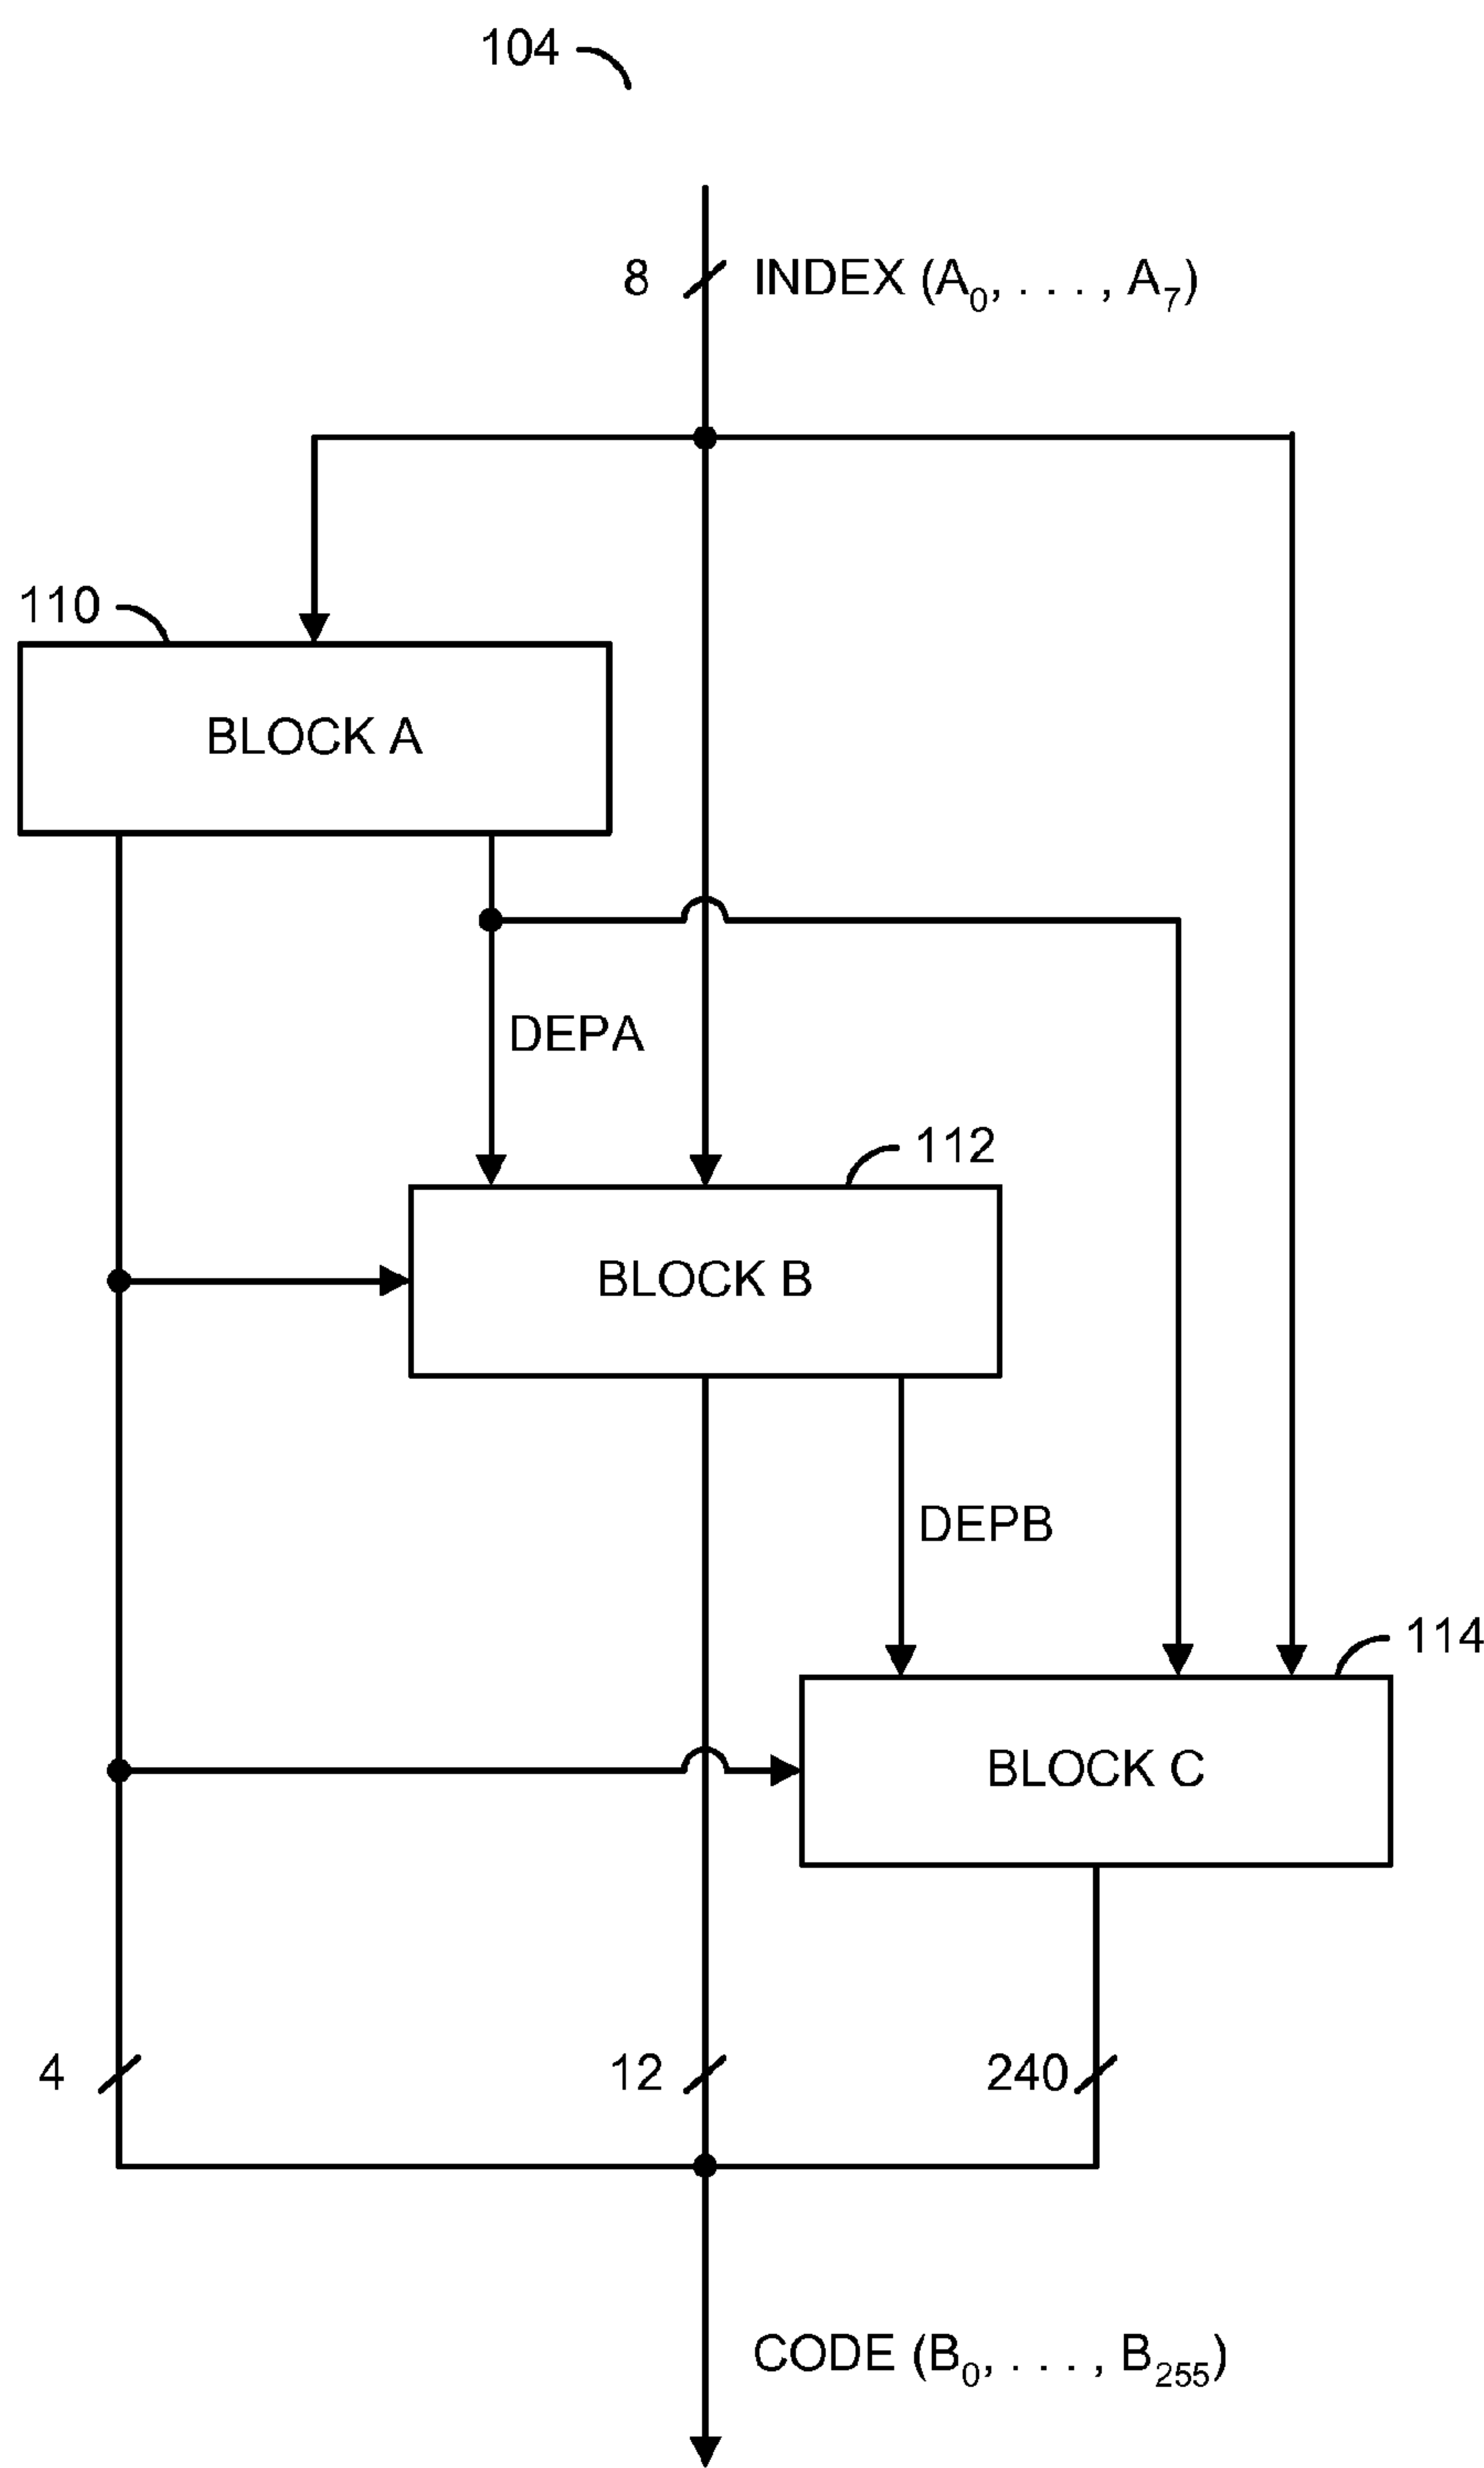 104
8 INDEX (A0, . . . , A7)
110
BLOCK A
DEPA
112
BLOCK B
DEPB
114
BLOCK C
4 12 240
CODE (B0, . . . , B255)